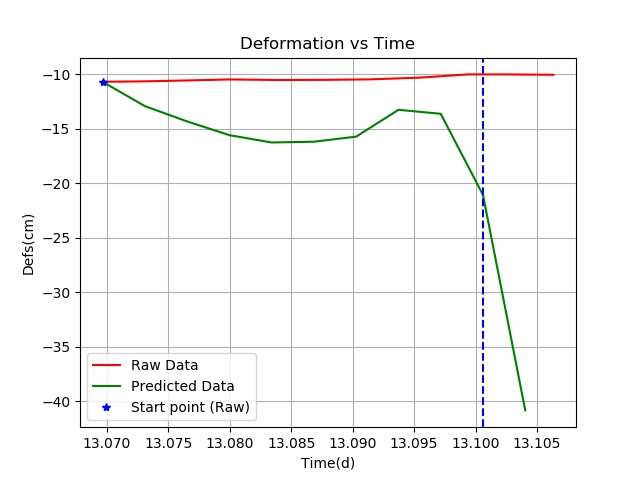 Deformation vs Time
Defs(cm)
−10
−15
−20
−25
−30
−35
−40
Raw Data
Predicted Data
Start point (Raw)
13.070 13.075 13.080 13.085 13.090 13.095 13.100 13.105
Time(d)